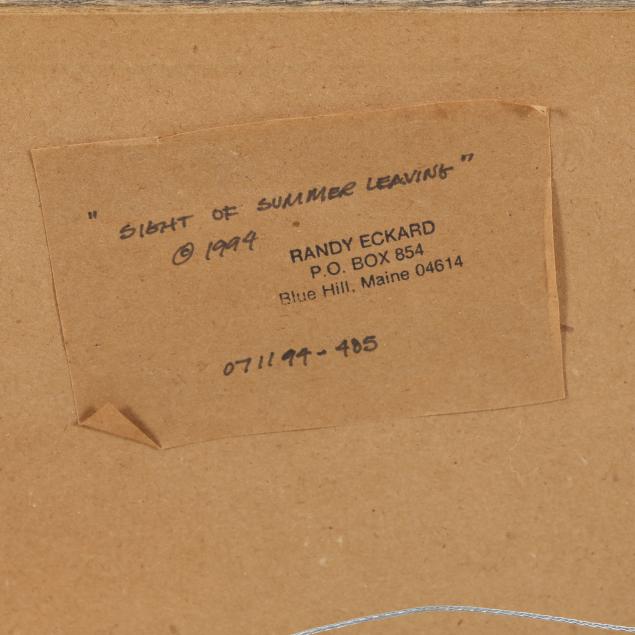 " SIGHT OF SUMMER LEAVING "
© 1994
RANDY ECKARD
P.O. BOX 854
Blue Hill, Maine 04614
071194-485